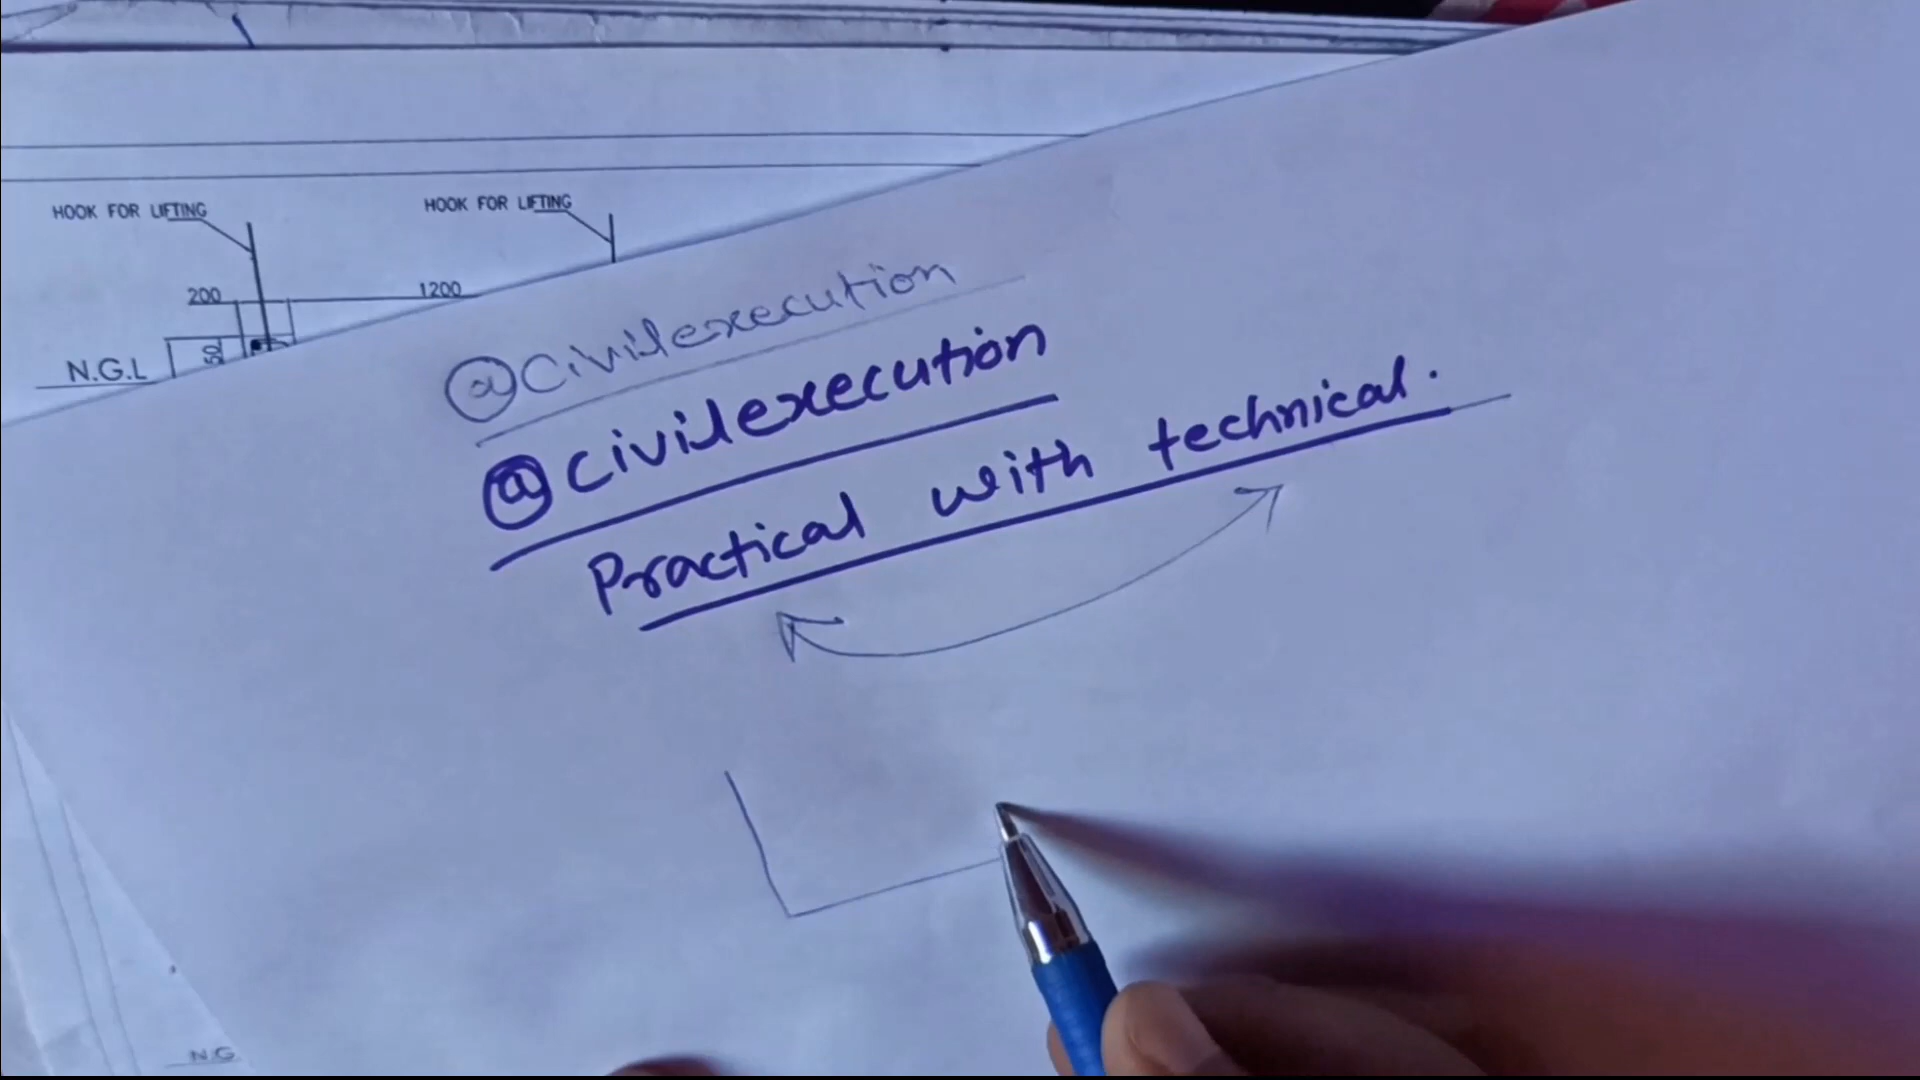 HOOK FOR LIFTING
HOOK FOR LIFTING
200
1200
50
N.G.L
@civilexecution
@civilexecution
Practical with technical.
N.G